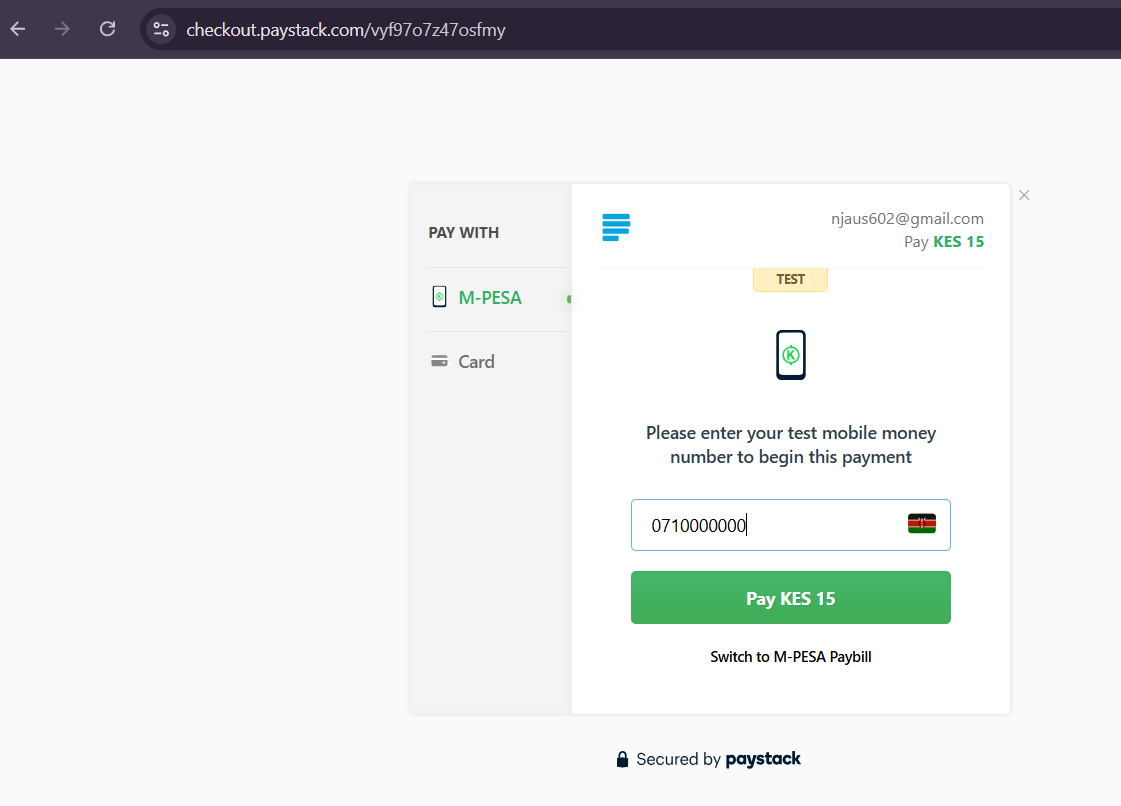 checkout.paystack.com/vyf97o7z47osfmy
PAY WITH
M-PESA
Card
njaus602@gmail.com
Pay KES 15
TEST
K
Please enter your test mobile money
number to begin this payment
0710000000
Pay KES 15
Switch to M-PESA Paybill
Secured by paystack